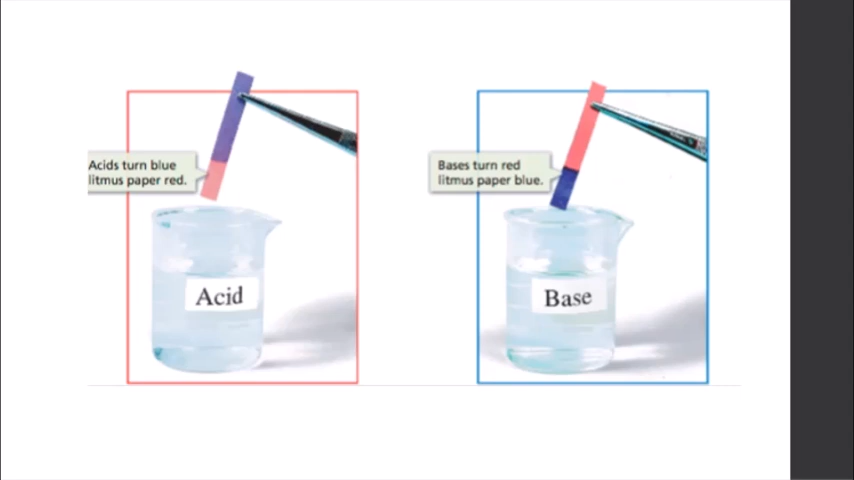 Acids turn blue
litmus paper red.
Acid
Bases turn red
litmus paper blue.
Base